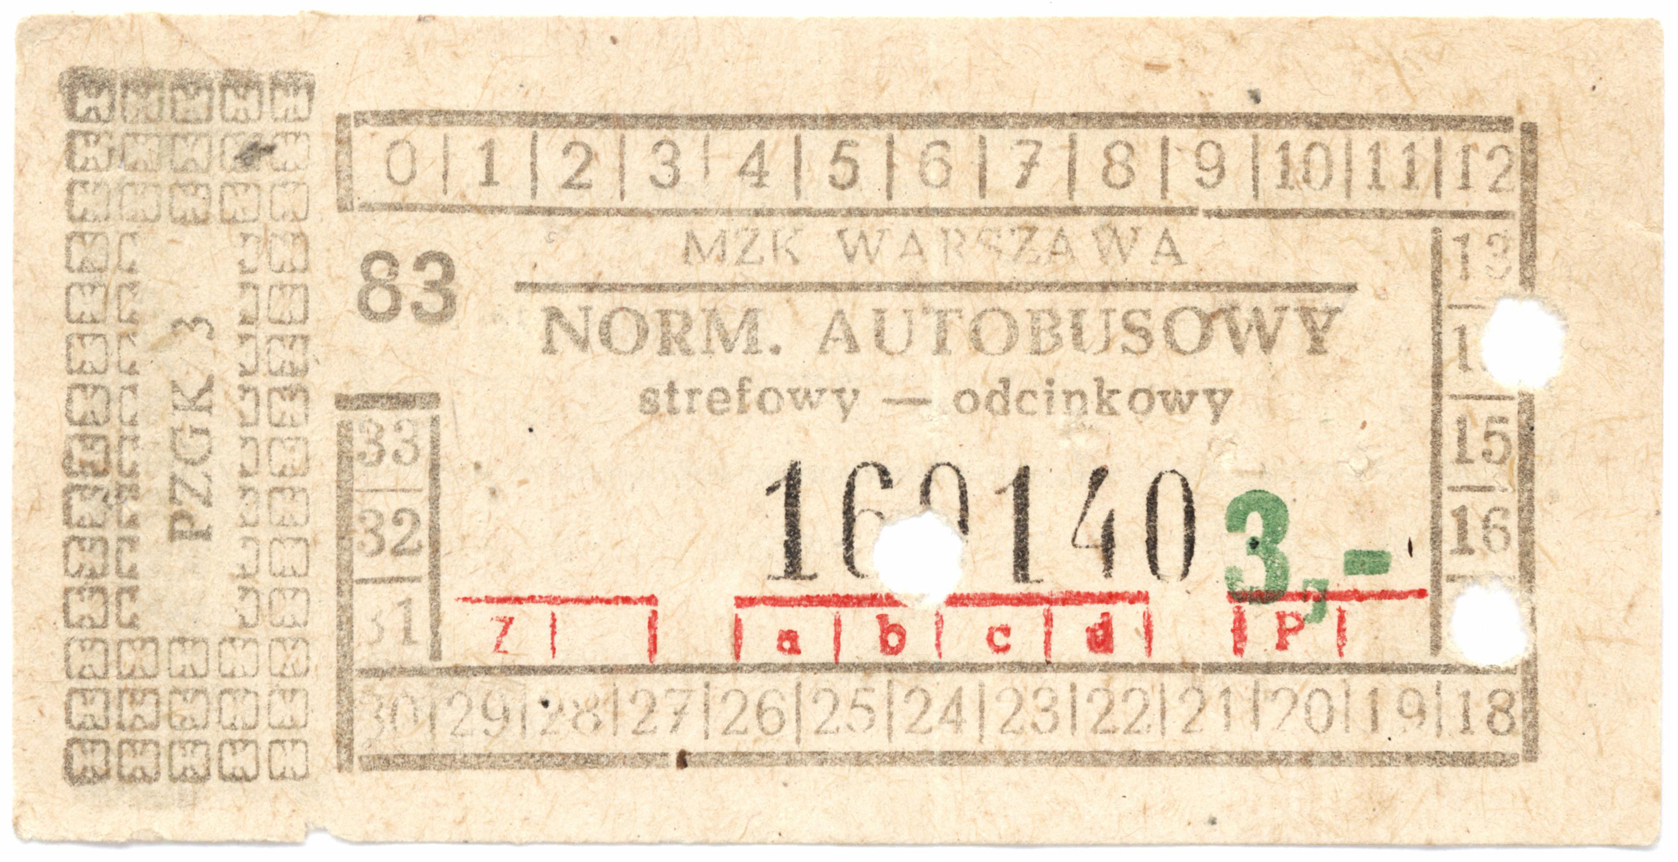 PZGK 3
0 1 2 3 4 5 6 7 8 9 10 11 12
MZK WARSZAWA
83
NORM. AUTOBUSOWY
strefowy — odcinkowy
13
15
16
33
32
31
160140 3,-
Z a b c d P
30 29 28 27 26 25 24 23 22 21 20 19 18